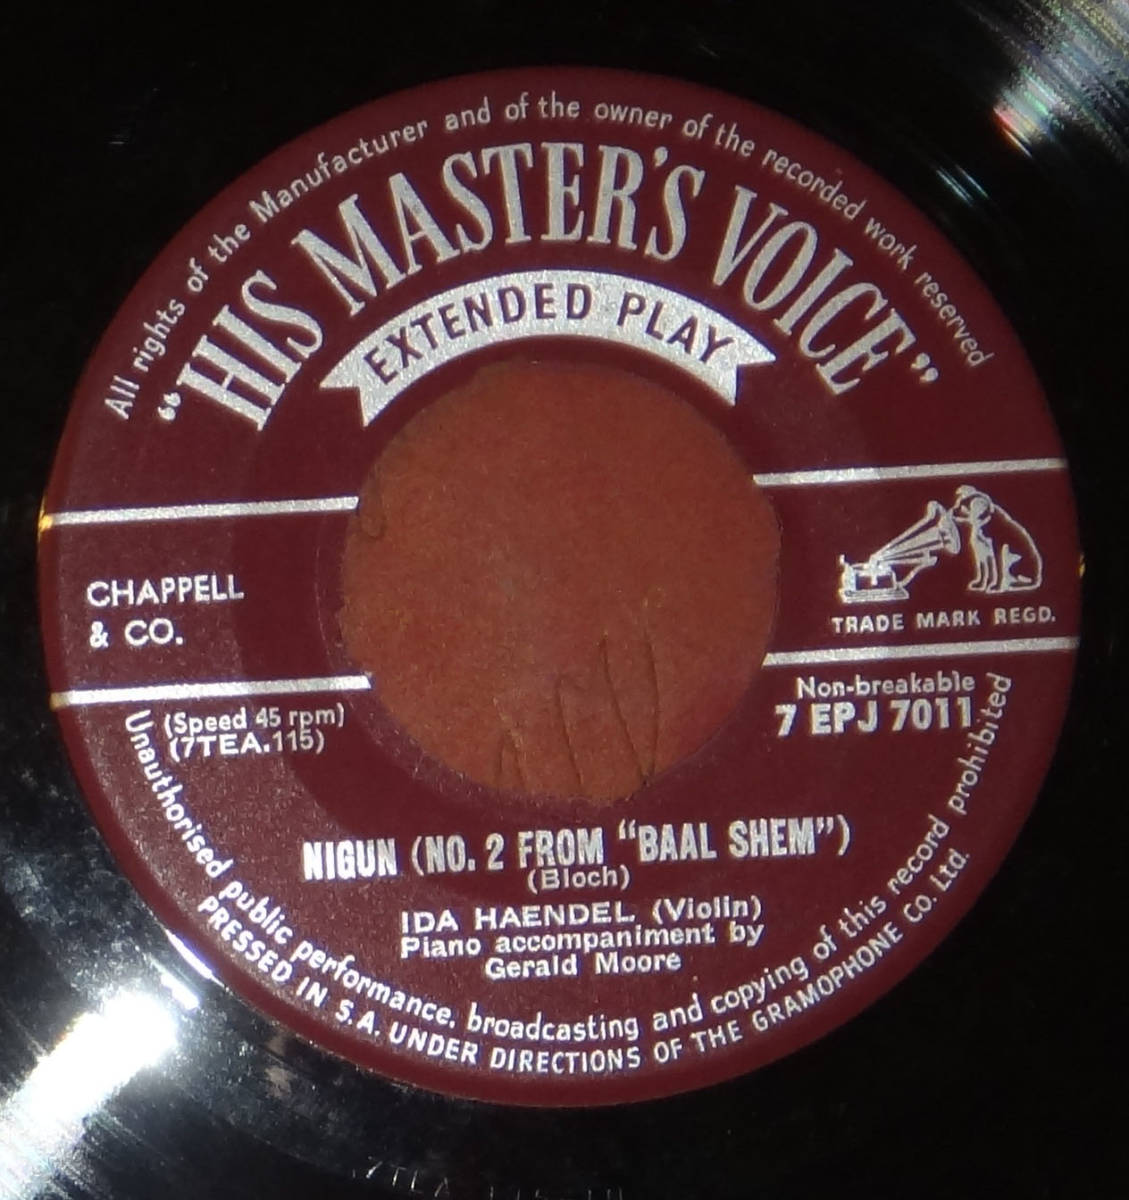 All rights of the Manufacturer and of the owner of the recorded work reserved
“HIS MASTER'S VOICE”
EXTENDED PLAY
CHAPPELL
& CO.
TRADE MARK REGD.
(Speed 45 rpm)
(7TEA.115)
Non-breakable
7 EPJ 7011
NIGUN (NO. 2 FROM “BAAL SHEM”)
(Bloch)
IDA HAENDEL (Violin)
Piano accompaniment by
Gerald Moore
Unauthorised public performance, broadcasting and copying of this record prohibited
PRESSED IN S.A. UNDER DIRECTIONS OF THE GRAMOPHONE CO. Ltd.